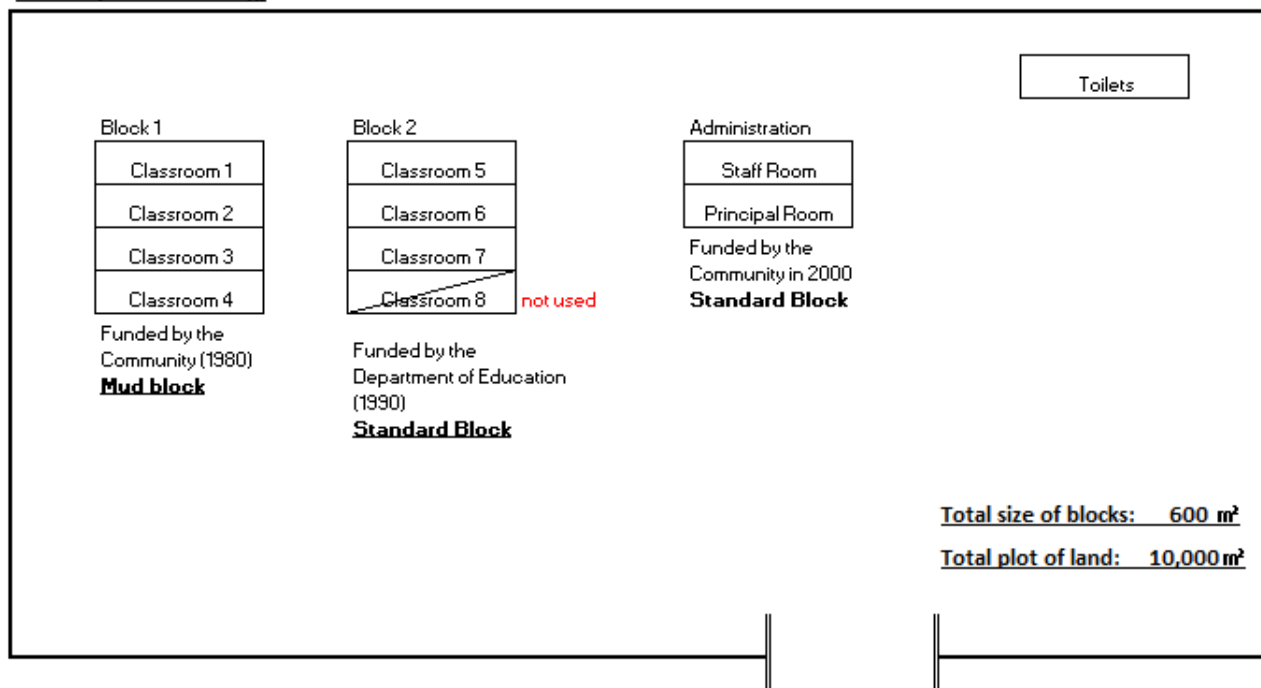 Toilets
Block 1
Classroom 1
Classroom 2
Classroom 3
Classroom 4
Funded by the
Community (1980)
Mud block
Block 2
Classroom 5
Classroom 6
Classroom 7
Classroom 8
not used
Funded by the
Department of Education
(1990)
Standard Block
Administration
Staff Room
Principal Room
Funded by the
Community in 2000
Standard Block
Total size of blocks: 600 m²
Total plot of land: 10,000 m²